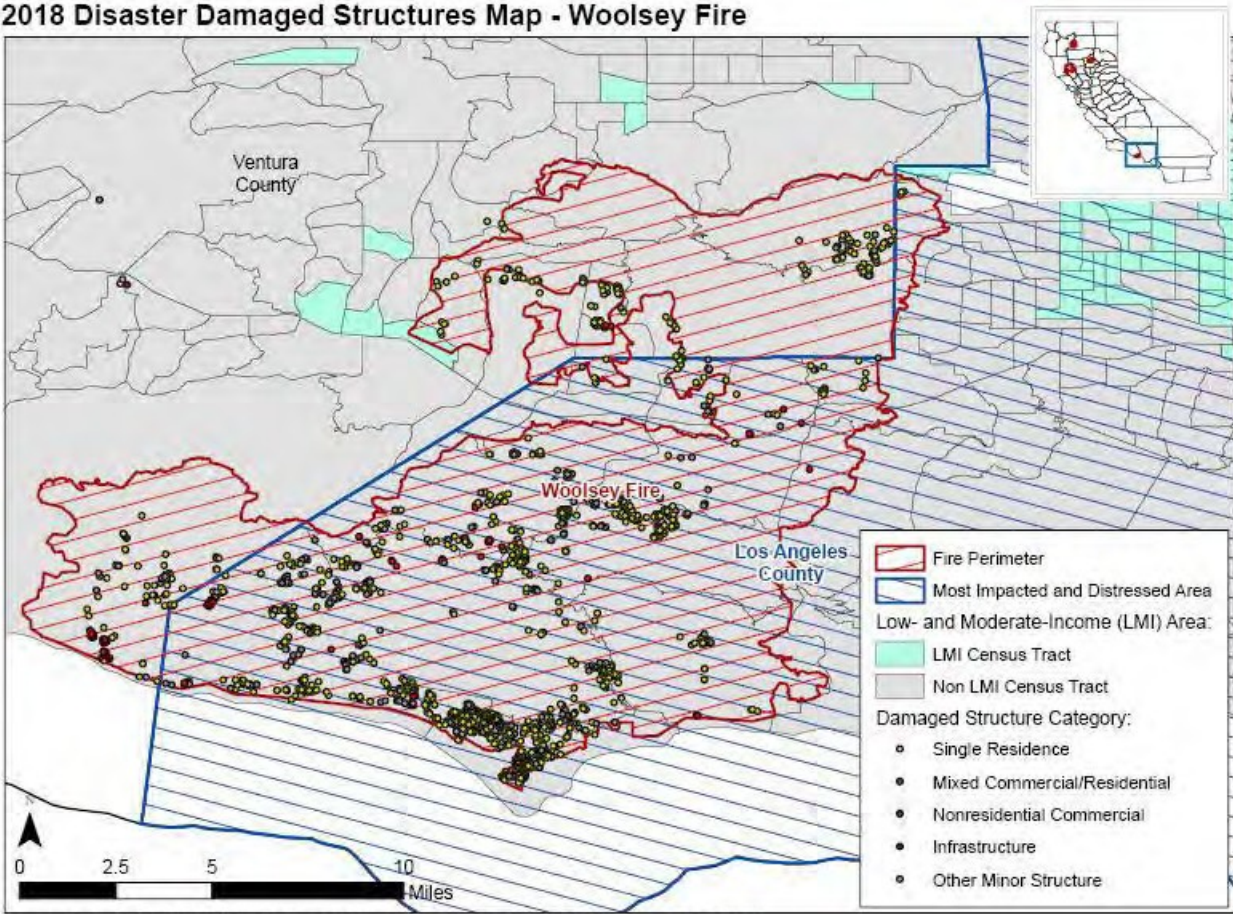 2018 Disaster Damaged Structures Map - Woolsey Fire
Ventura
County
Woolsey Fire
Los Angeles
County
Fire Perimeter
Most Impacted and Distressed Area
Low- and Moderate-Income (LMI) Area:
LMI Census Tract
Non LMI Census Tract
Damaged Structure Category:
Single Residence
Mixed Commercial/Residential
Nonresidential Commercial
Infrastructure
Other Minor Structure
N
0 2.5 5 10
Miles